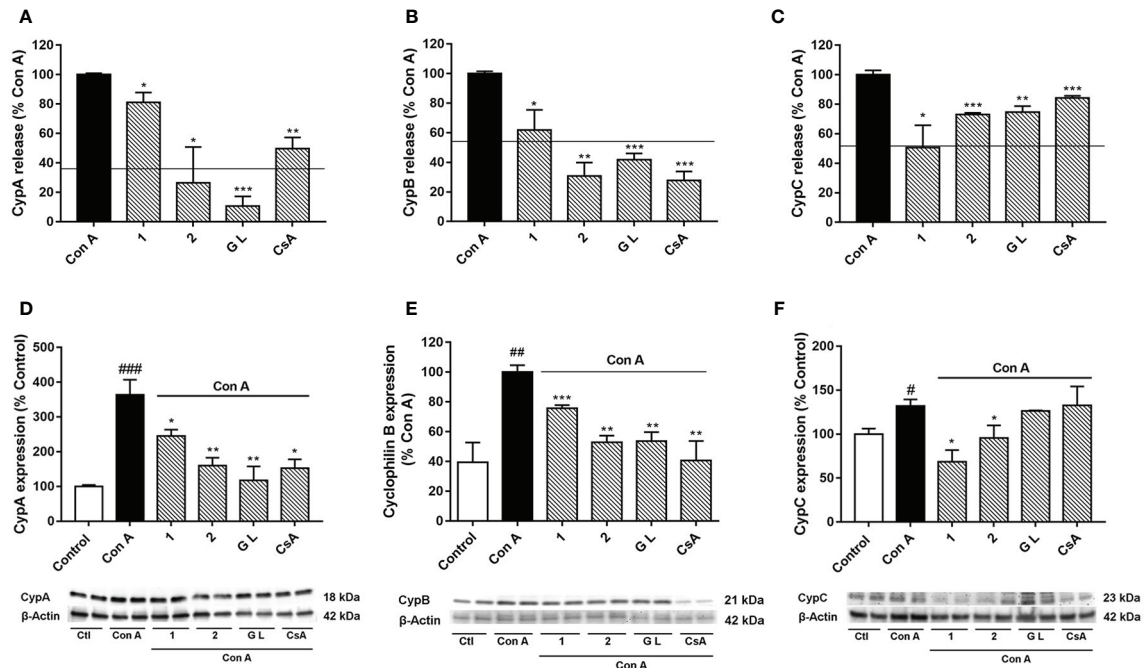 A
CypA release (% Con A)
120
100
80
60
40
20
0
*
*
***
**
Con A
1
2
G L
CsA
B
CypB release (% Con A)
120
100
80
60
40
20
0
*
**
***
***
Con A
1
2
G L
CsA
C
CypC release (% Con A)
120
100
80
60
40
20
0
*
***
**
***
Con A
1
2
G L
CsA
D
CypA expression (% Control)
500
400
300
200
100
0
###
Con A
*
**
**
*
Control
Con A
1
2
G L
CsA
CypA
18 kDa
β-Actin
42 kDa
Ctl
Con A
1
2
G L
CsA
Con A
E
Cyclophilin B expression
(% Con A)
120
100
80
60
40
20
0
##
Con A
***
**
**
**
Control
Con A
1
2
G L
CsA
CypB
21 kDa
β-Actin
42 kDa
Ctl
Con A
1
2
G L
CsA
Con A
F
CypC expression (% Control)
200
150
100
50
0
#
Con A
*
*
Control
Con A
1
2
G L
CsA
CypC
23 kDa
β-Actin
42 kDa
Ctl
Con A
1
2
G L
CsA
Con A